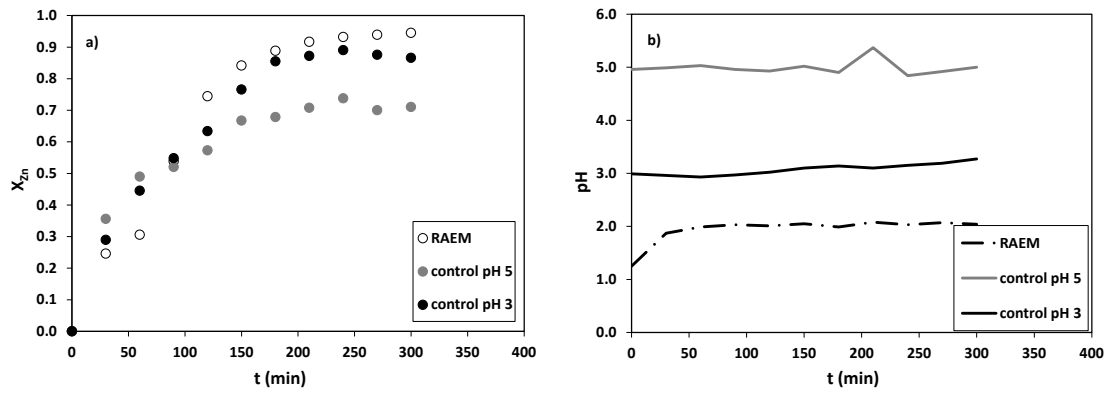 a)
1.0
0.9
0.8
0.7
0.6
0.5
0.4
0.3
0.2
0.1
0.0
X_Zn
RAEM
control pH 5
control pH 3
0 50 100 150 200 250 300 350 400
t (min)
b)
6.0
5.0
4.0
3.0
2.0
1.0
0.0
pH
RAEM
control pH 5
control pH 3
0 50 100 150 200 250 300 350 400
t (min)